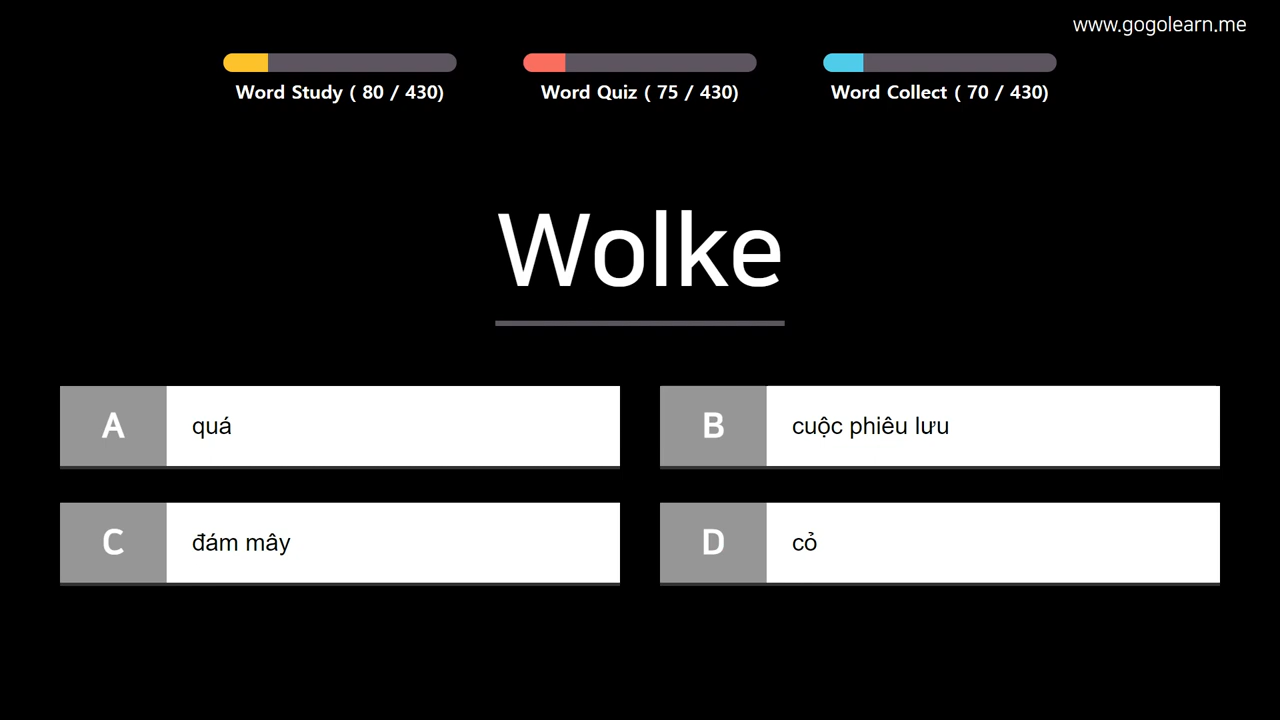 www.gogolearn.me
Word Study ( 80 / 430)
Word Quiz ( 75 / 430)
Word Collect ( 70 / 430)
Wolke
A quá
B cuộc phiêu lưu
C đám mây
D cỏ